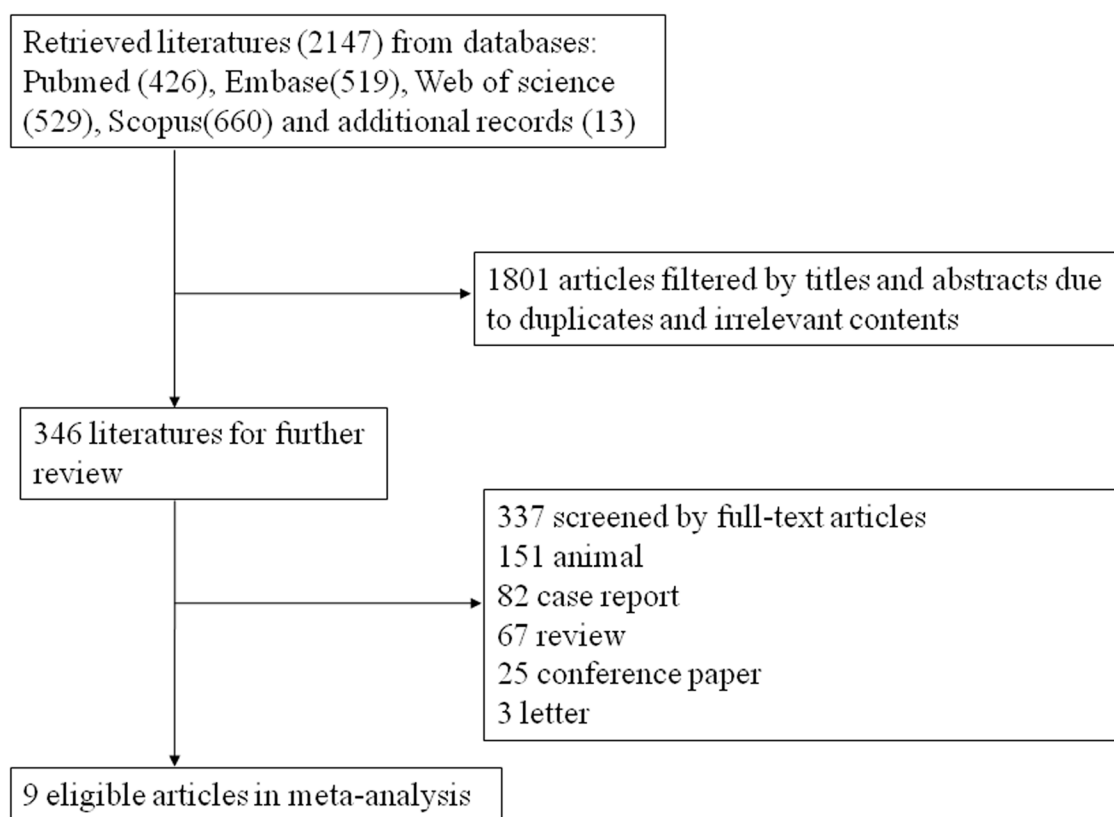 Retrieved literatures (2147) from databases:
Pubmed (426), Embase(519), Web of science
(529), Scopus(660) and additional records (13)
1801 articles filtered by titles and abstracts due
to duplicates and irrelevant contents
346 literatures for further
review
337 screened by full-text articles
151 animal
82 case report
67 review
25 conference paper
3 letter
9 eligible articles in meta-analysis